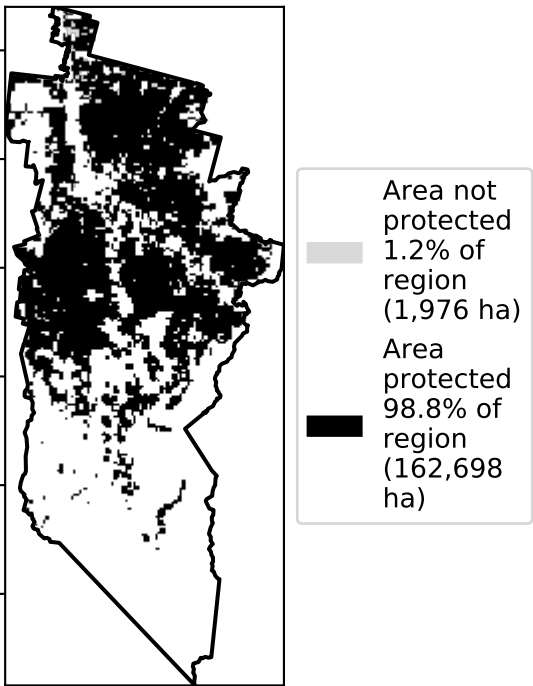 Area not
protected
1.2% of
region
(1,976 ha)
Area
protected
98.8% of
region
(162,698
ha)